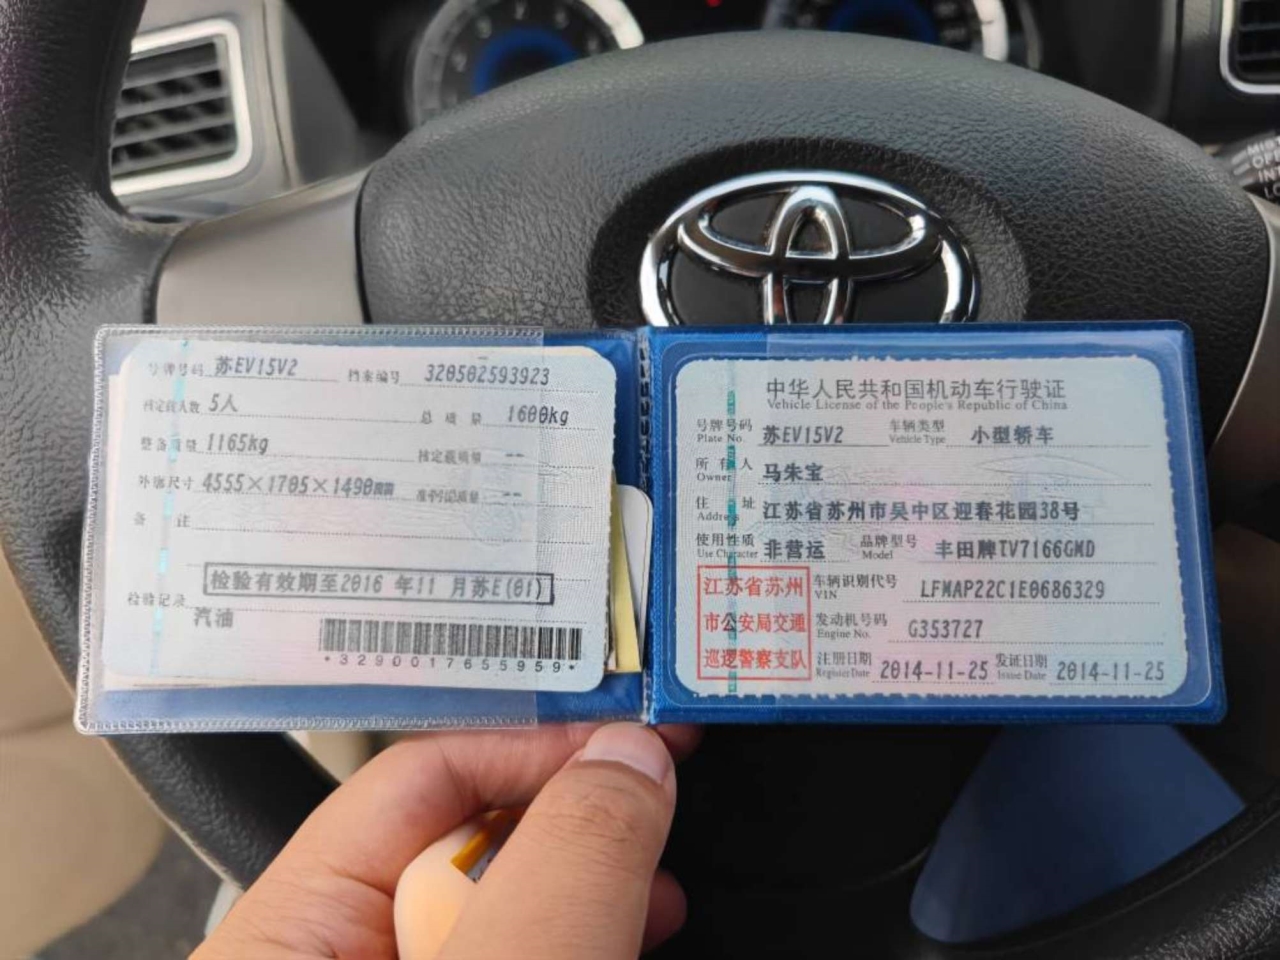 号牌号码 苏EV15V2 档案编号 320502593923
核定载人数 5人 总质量 1600kg
整备质量 1165kg 核定载质量 --
外廓尺寸 4555×1705×1490mm 准牵引总质量 --
备 注
检验有效期至2016 年11 月苏E(01)
检验记录
汽油
*3290017655959*
中华人民共和国机动车行驶证
Vehicle License of the People's Republic of China
号牌号码 苏EV15V2 车辆类型 小型轿车
Plate No. Vehicle Type
所有人 马朱宝
Owner
住 址 江苏省苏州市吴中区迎春花园38号
Address
使用性质 非营运 品牌型号 丰田牌TV7166GMD
Use Character Model
江苏省苏州
市公安局交通
巡逻警察支队
车辆识别代号 LFMAP22C1E0686329
VIN
发动机号码 G353727
Engine No.
注册日期 2014-11-25 发证日期 2014-11-25
Register Date Issue Date
MIST
OFF
INT
LO